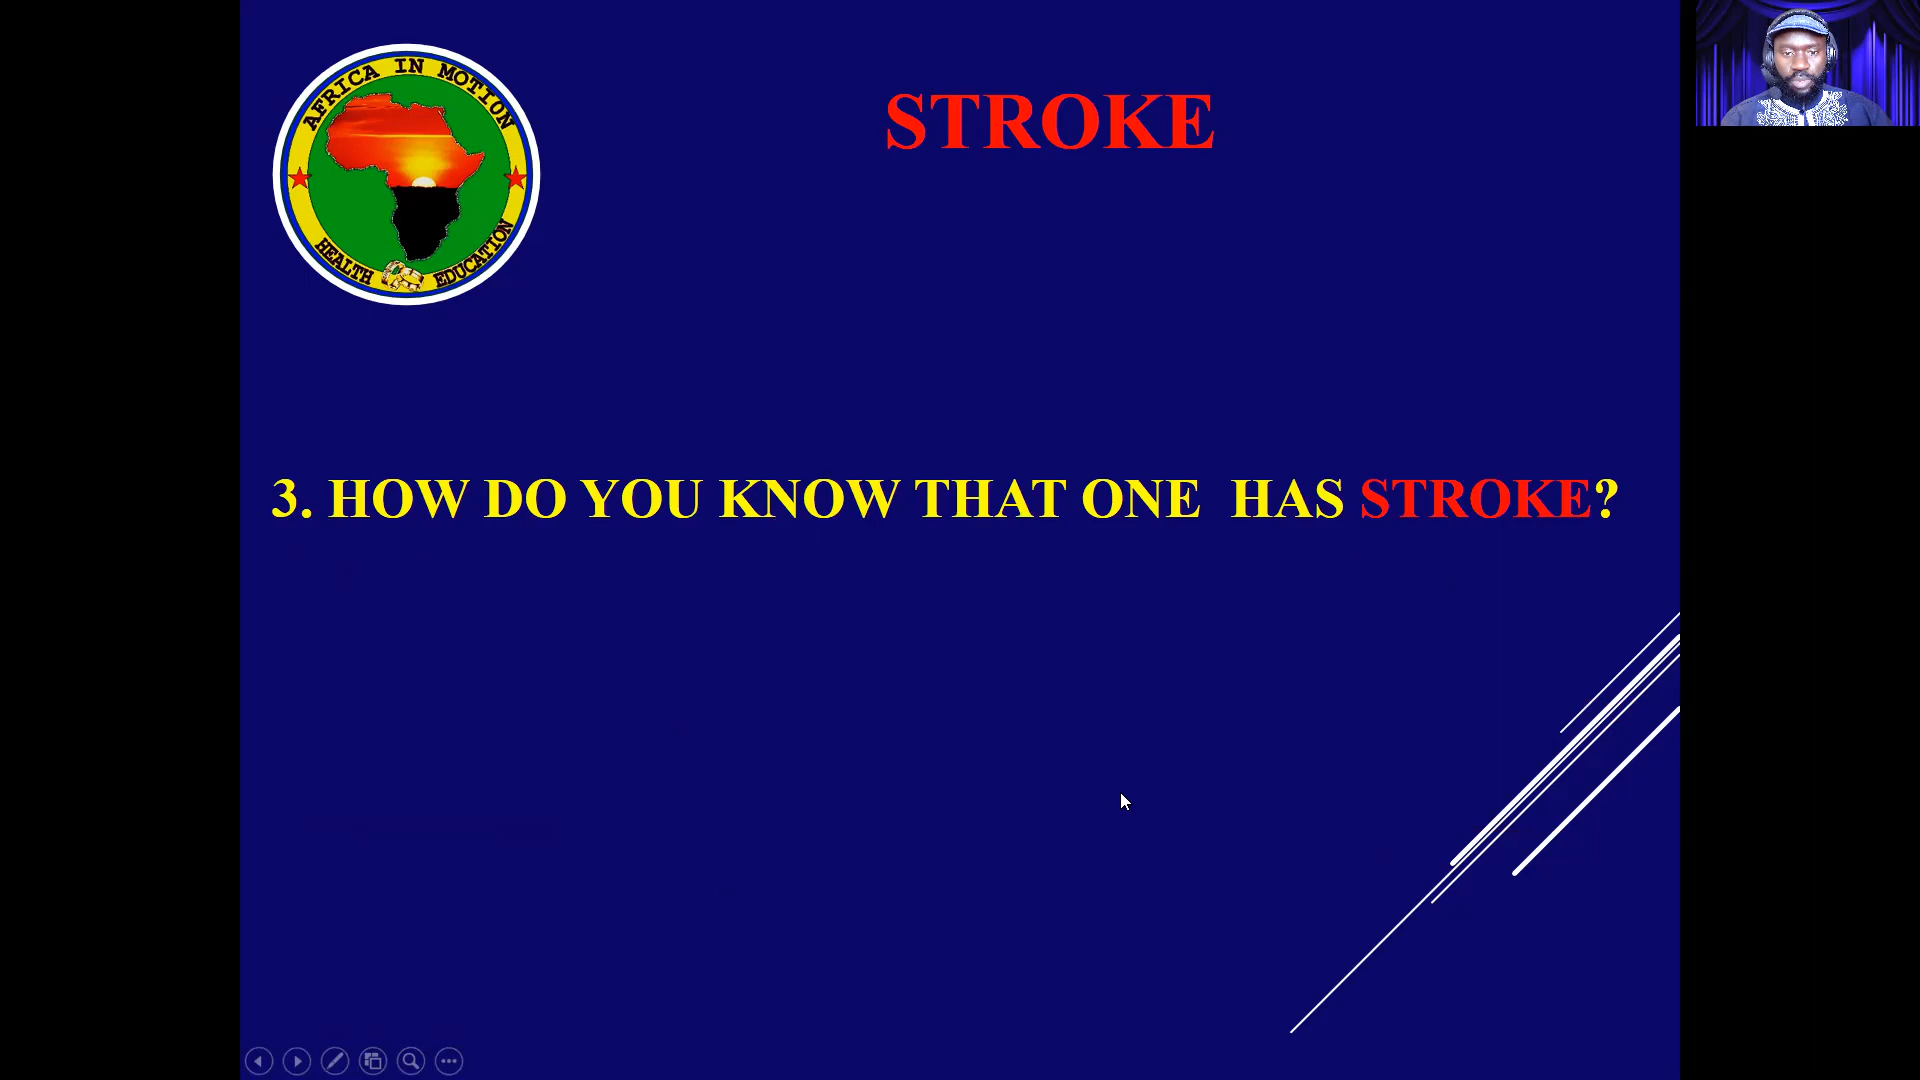 AFRICA IN MOTION
HEALTH EDUCATION
STROKE
3. HOW DO YOU KNOW THAT ONE  HAS STROKE?